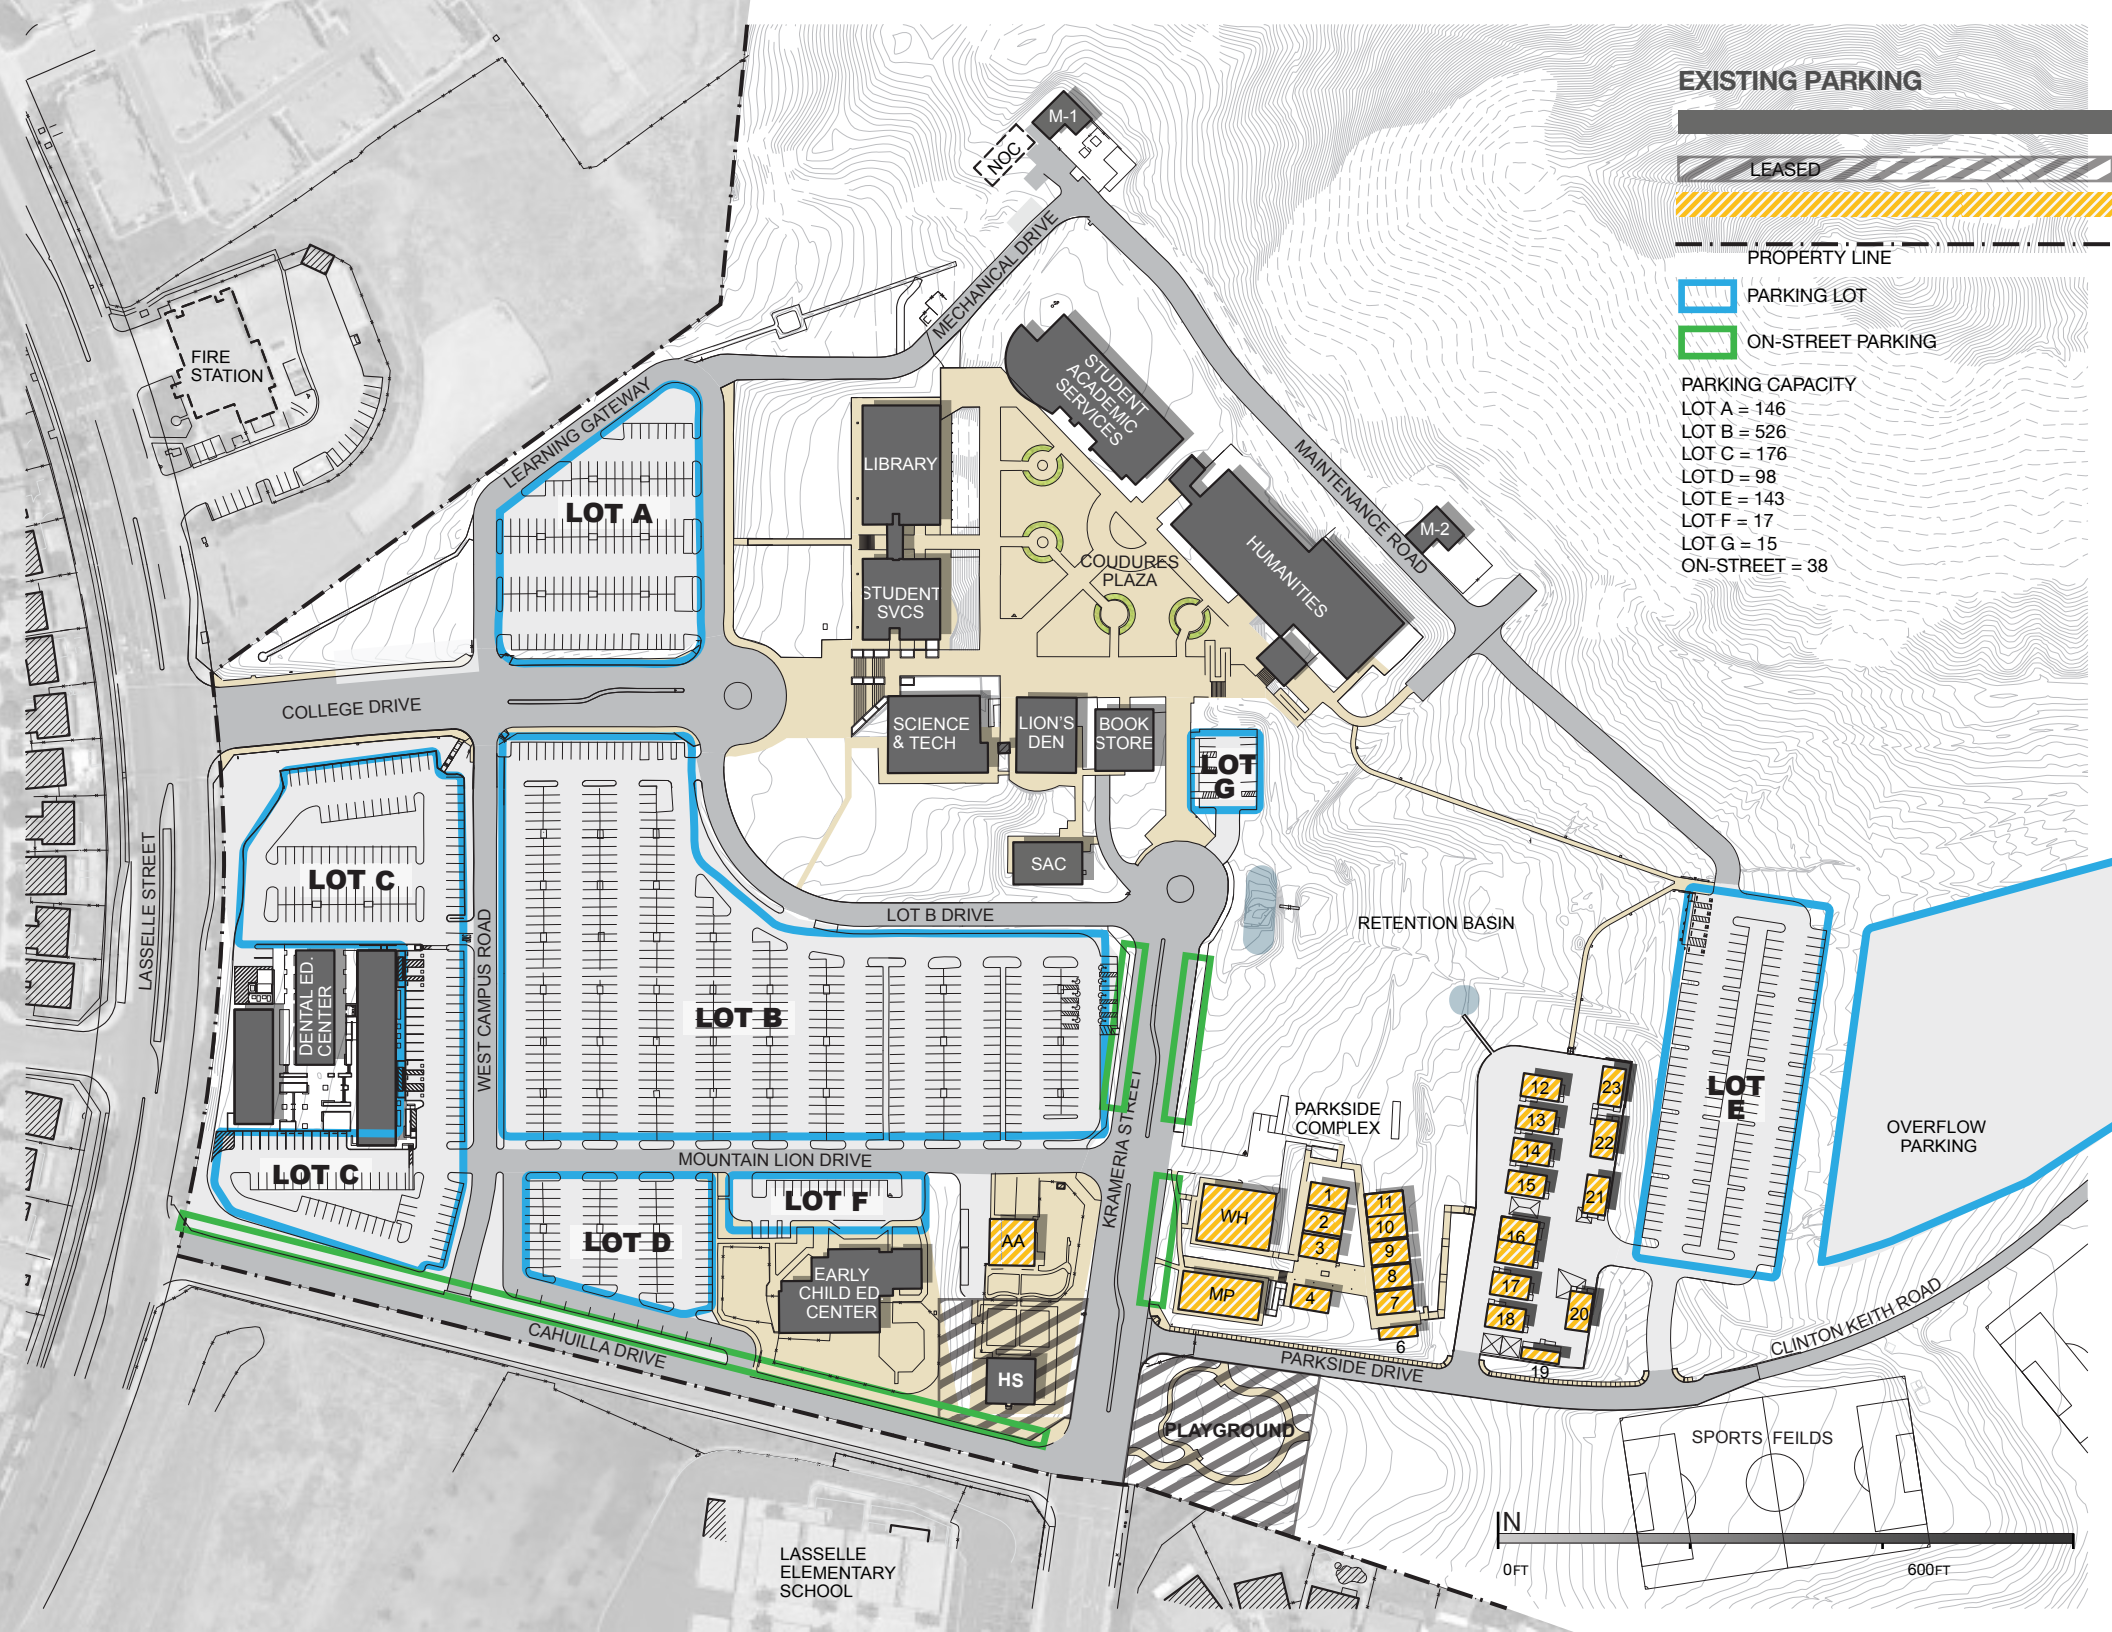 EXISTING PARKING
LEASED
PROPERTY LINE
PARKING LOT
ON-STREET PARKING
PARKING CAPACITY
LOT A = 146
LOT B = 526
LOT C = 176
LOT D = 98
LOT E = 143
LOT F = 17
LOT G = 15
ON-STREET = 38
M-1
NOC
MECHANICAL DRIVE
FIRE
STATION
LEARNING GATEWAY
STUDENT
ACADEMIC
SERVICES
LIBRARY
MAINTENANCE ROAD
LOT A
M-2
HUMANITIES
COUDURES
PLAZA
STUDENT
SVCS
COLLEGE DRIVE
SCIENCE
& TECH
LION'S
DEN
BOOK
STORE
LOT
G
LASSELLE STREET
LOT C
SAC
LOT B DRIVE
RETENTION BASIN
WEST CAMPUS ROAD
DENTAL ED.
CENTER
LOT B
KRAMERIA STREET
PARKSIDE
COMPLEX
12
13
14
15
16
17
18
19
20
21
22
23
LOT
E
OVERFLOW
PARKING
MOUNTAIN LION DRIVE
LOT C
LOT D
LOT F
AA
WH
MP
1
2
3
4
6
7
8
9
10
11
EARLY
CHILD ED
CENTER
HS
CAHUILLA DRIVE
PARKSIDE DRIVE
CLINTON KEITH ROAD
PLAYGROUND
SPORTS FEILDS
LASSELLE
ELEMENTARY
SCHOOL
N
0FT
600FT